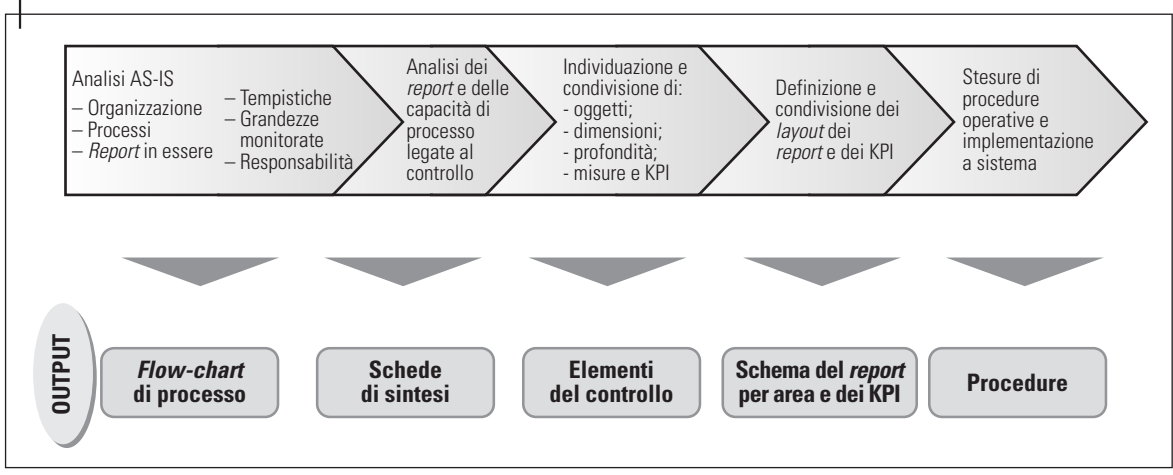 Analisi AS-IS
– Organizzazione
– Processi
– Report in essere
– Tempistiche
– Grandezze
monitorate
– Responsabilità
Analisi dei
report e delle
capacità di
processo
legate al
controllo
Individuazione e
condivisione di:
- oggetti;
- dimensioni;
- profondità;
- misure e KPI
Definizione e
condivisione dei
layout dei
report e dei KPI
Stesure di
procedure
operative e
implementazione
a sistema
OUTPUT
Flow-chart
di processo
Schede
di sintesi
Elementi
del controllo
Schema del report
per area e dei KPI
Procedure